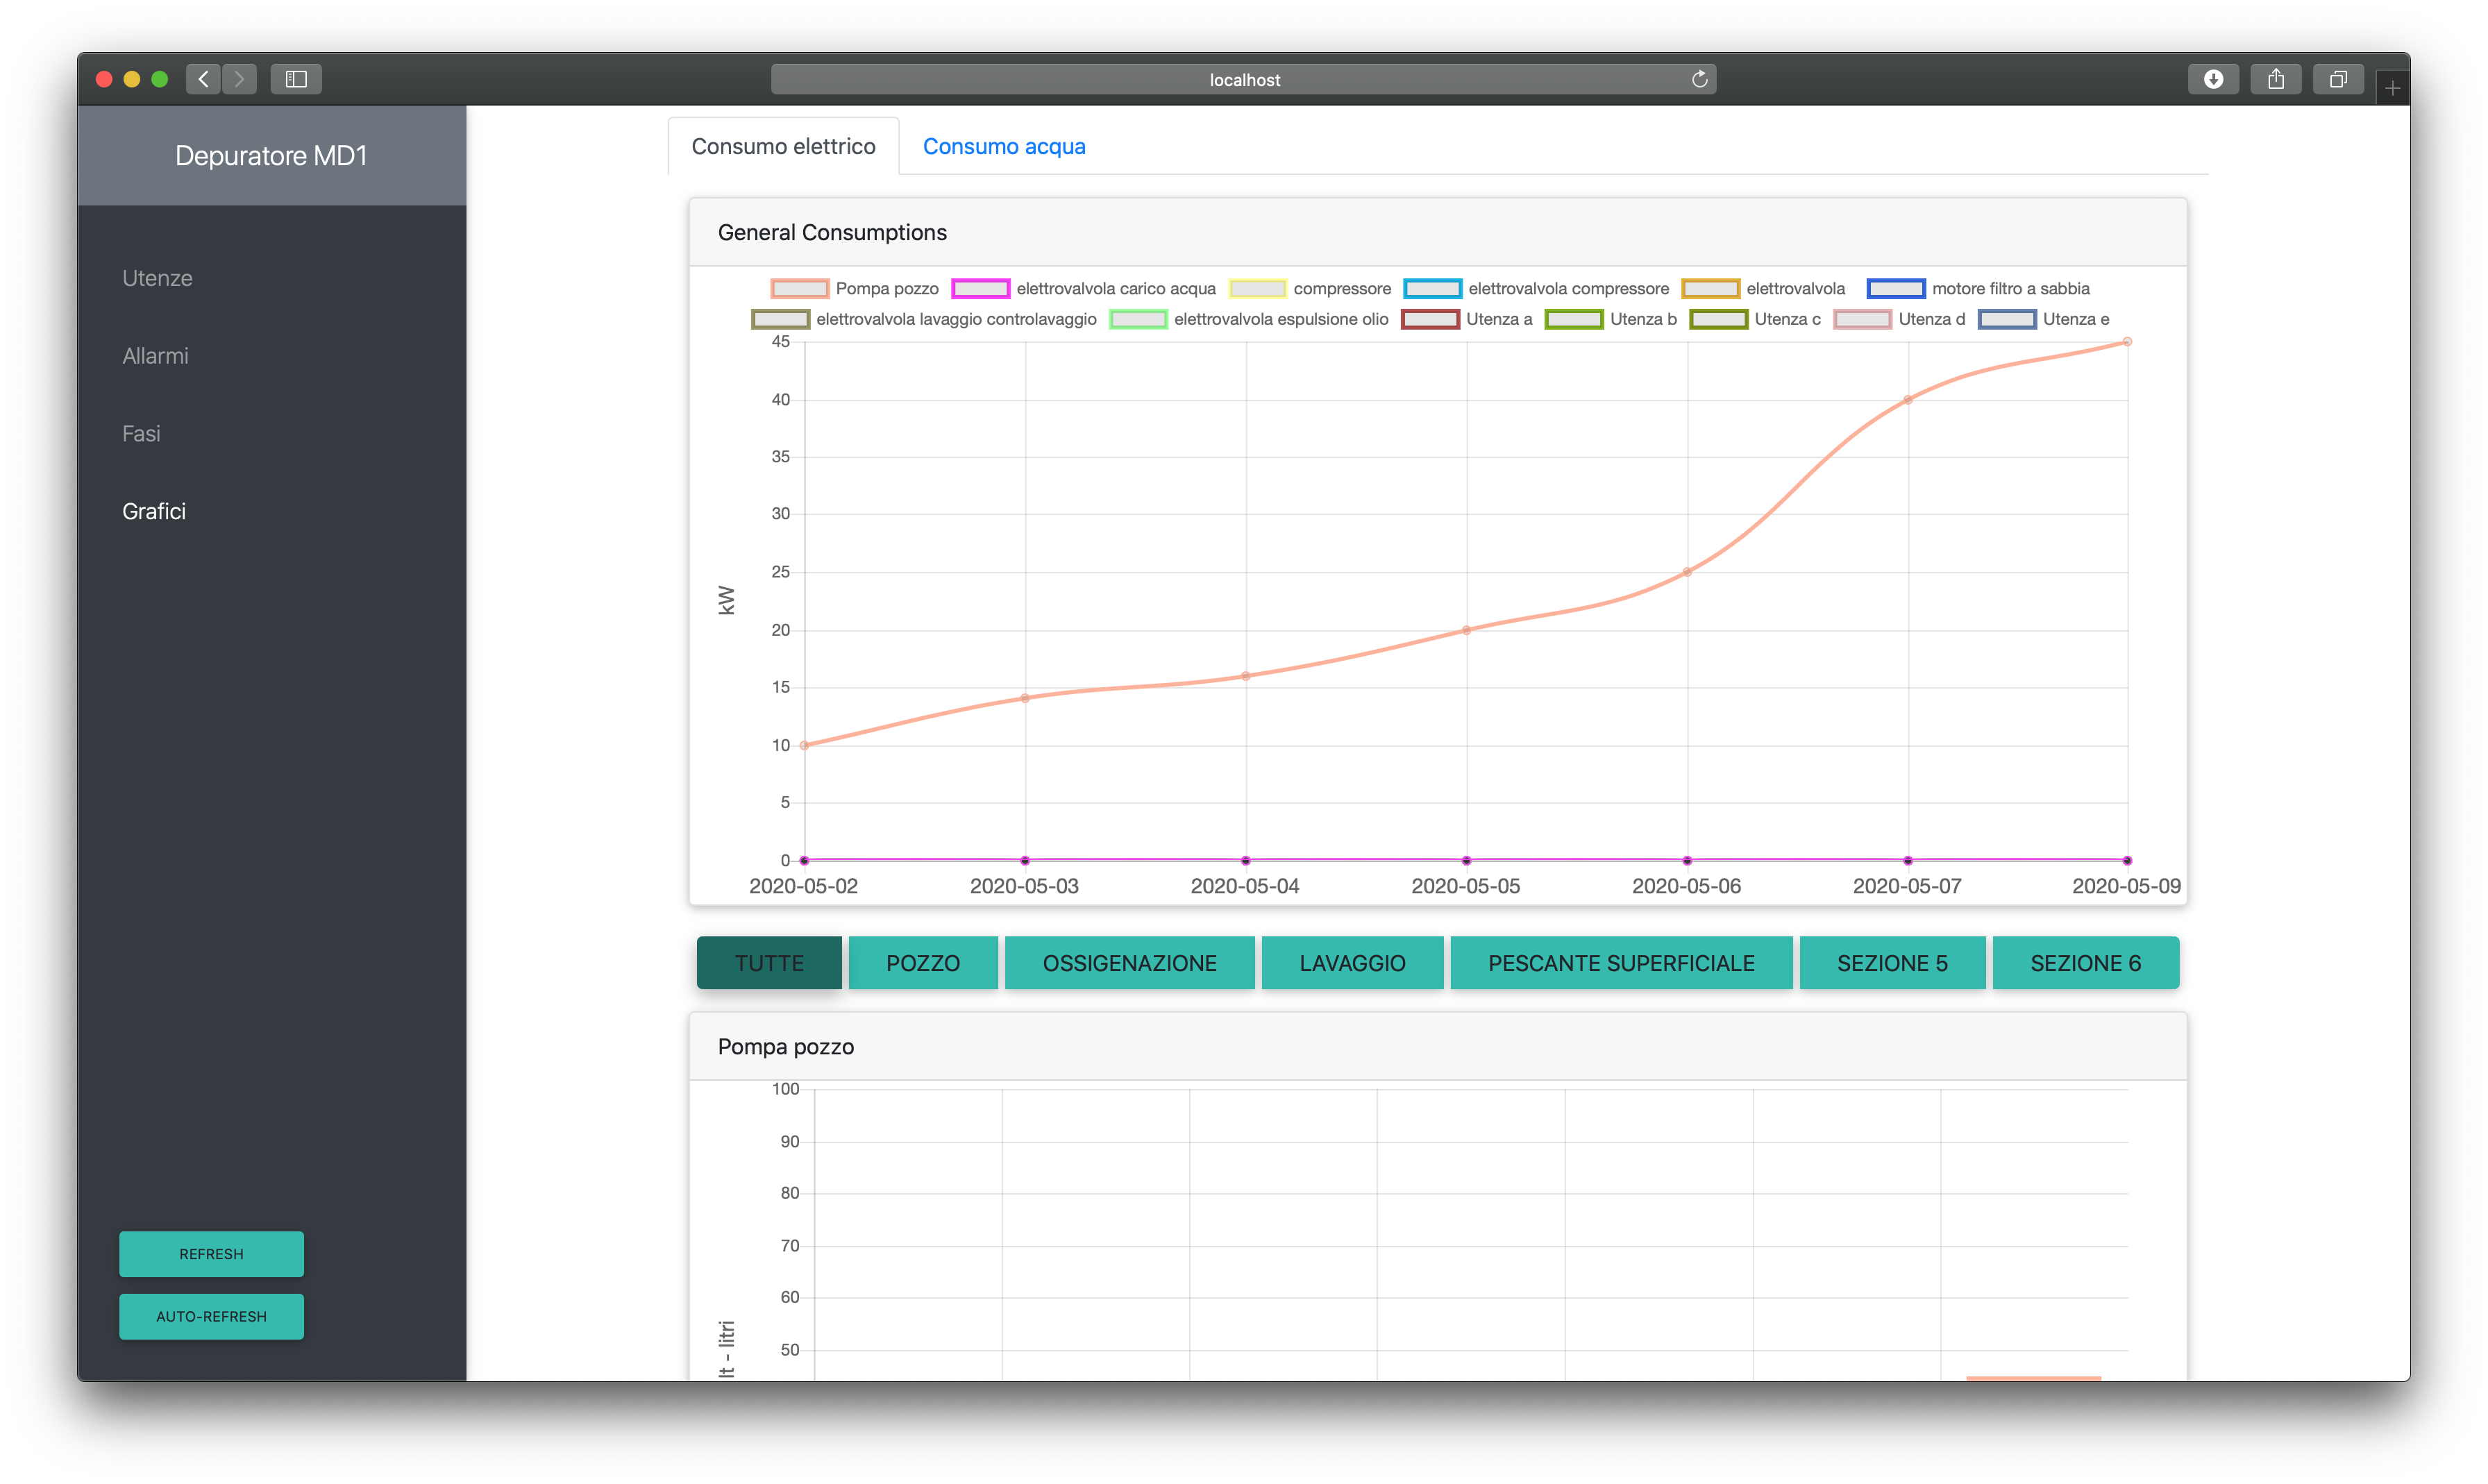 localhost
Depuratore MD1
Utenze
Allarmi
Fasi
Grafici
REFRESH
AUTO-REFRESH
Consumo elettrico Consumo acqua
General Consumptions
Pompa pozzo elettrovalvola carico acqua compressore elettrovalvola compressore elettrovalvola motore filtro a sabbia
elettrovalvola lavaggio controlavaggio elettrovalvola espulsione olio Utenza a Utenza b Utenza c Utenza d Utenza e
45
40
35
30
25
20
15
10
5
0
kW
2020-05-02 2020-05-03 2020-05-04 2020-05-05 2020-05-06 2020-05-07 2020-05-09
TUTTE POZZO OSSIGENAZIONE LAVAGGIO PESCANTE SUPERFICIALE SEZIONE 5 SEZIONE 6
Pompa pozzo
100
90
80
70
60
50
lt - litri